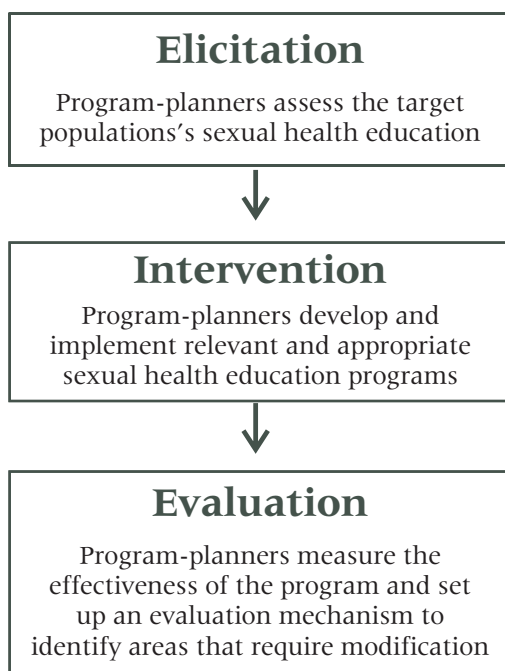 Elicitation
Program-planners assess the target
populations’s sexual health education
Intervention
Program-planners develop and
implement relevant and appropriate
sexual health education programs
Evaluation
Program-planners measure the
effectiveness of the program and set
up an evaluation mechanism to
identify areas that require modification